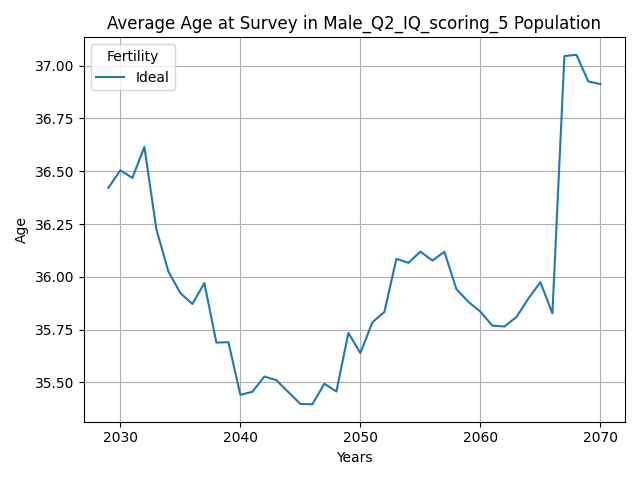 Average Age at Survey in Male_Q2_IQ_scoring_5 Population
Fertility
Ideal
37.00
36.75
36.50
36.25
36.00
35.75
35.50
Age
2030 2040 2050 2060 2070
Years